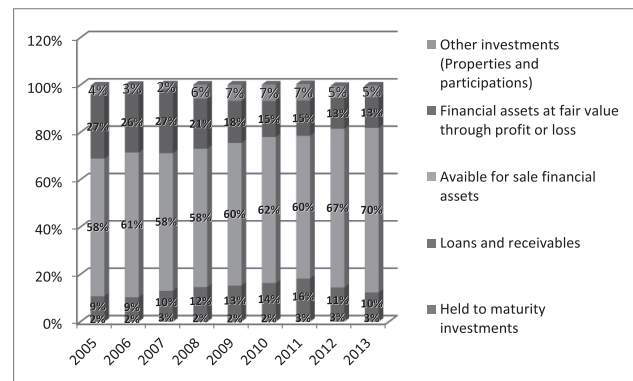 120%
100%
80%
60%
40%
20%
0%
4% 3% 2% 6% 7% 7% 7% 5% 5%
27% 26% 27% 21% 18% 15% 15% 13% 13%
58% 61% 58% 58% 60% 62% 60% 67% 70%
9% 9% 10% 12% 13% 14% 16% 11% 10%
2% 2% 3% 2% 2% 2% 3% 3% 3%
2005 2006 2007 2008 2009 2010 2011 2012 2013
Other investments
(Properties and
participations)
Financial assets at fair value
through profit or loss
Avaible for sale financial
assets
Loans and receivables
Held to maturity
investments